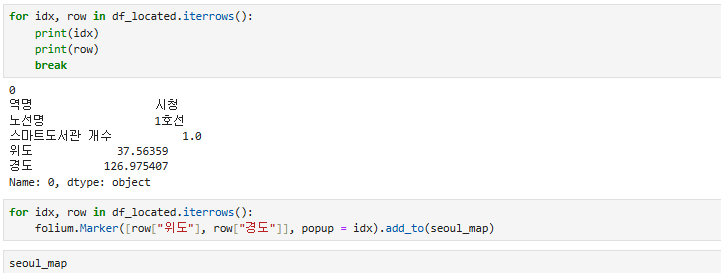 for idx, row in df_located.iterrows():
    print(idx)
    print(row)
    break
0
역명                 시청
노선명                1호선
스마트도서관 개수           1.0
위도            37.56359
경도          126.975407
Name: 0, dtype: object
for idx, row in df_located.iterrows():
    folium.Marker([row["위도"], row["경도"]], popup = idx).add_to(seoul_map)
seoul_map